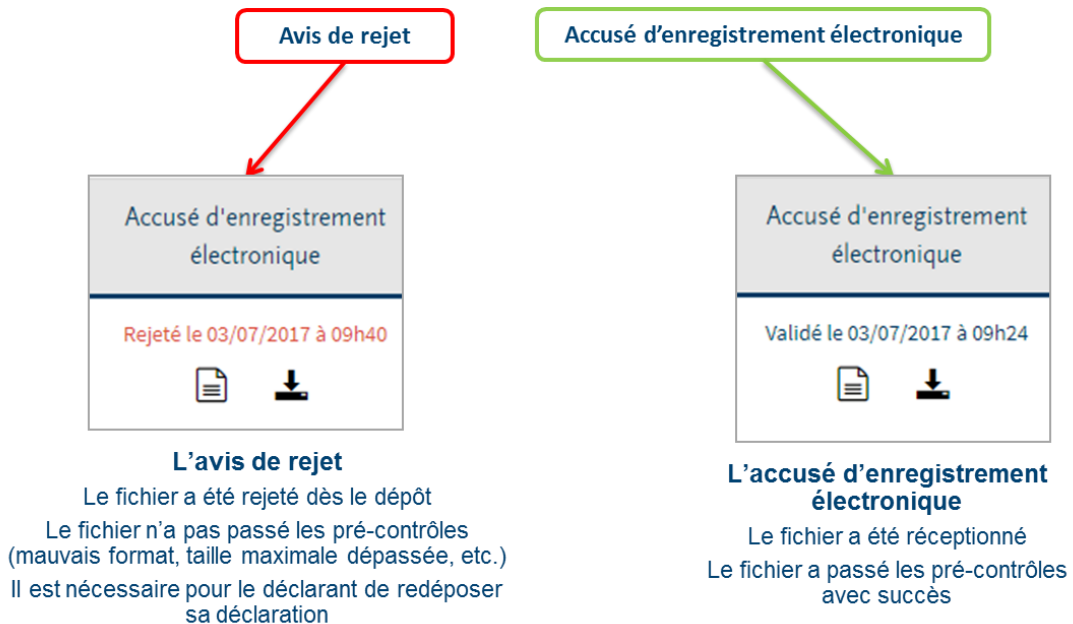 Avis de rejet
Accusé d’enregistrement électronique
Accusé d'enregistrement
électronique
Rejeté le 03/07/2017 à 09h40
L’avis de rejet
Le fichier a été rejeté dès le dépôt
Le fichier n’a pas passé les pré-contrôles
(mauvais format, taille maximale dépassée, etc.)
Il est nécessaire pour le déclarant de redéposer
sa déclaration
Accusé d'enregistrement
électronique
Validé le 03/07/2017 à 09h24
L’accusé d’enregistrement
électronique
Le fichier a été réceptionné
Le fichier a passé les pré-contrôles
avec succès